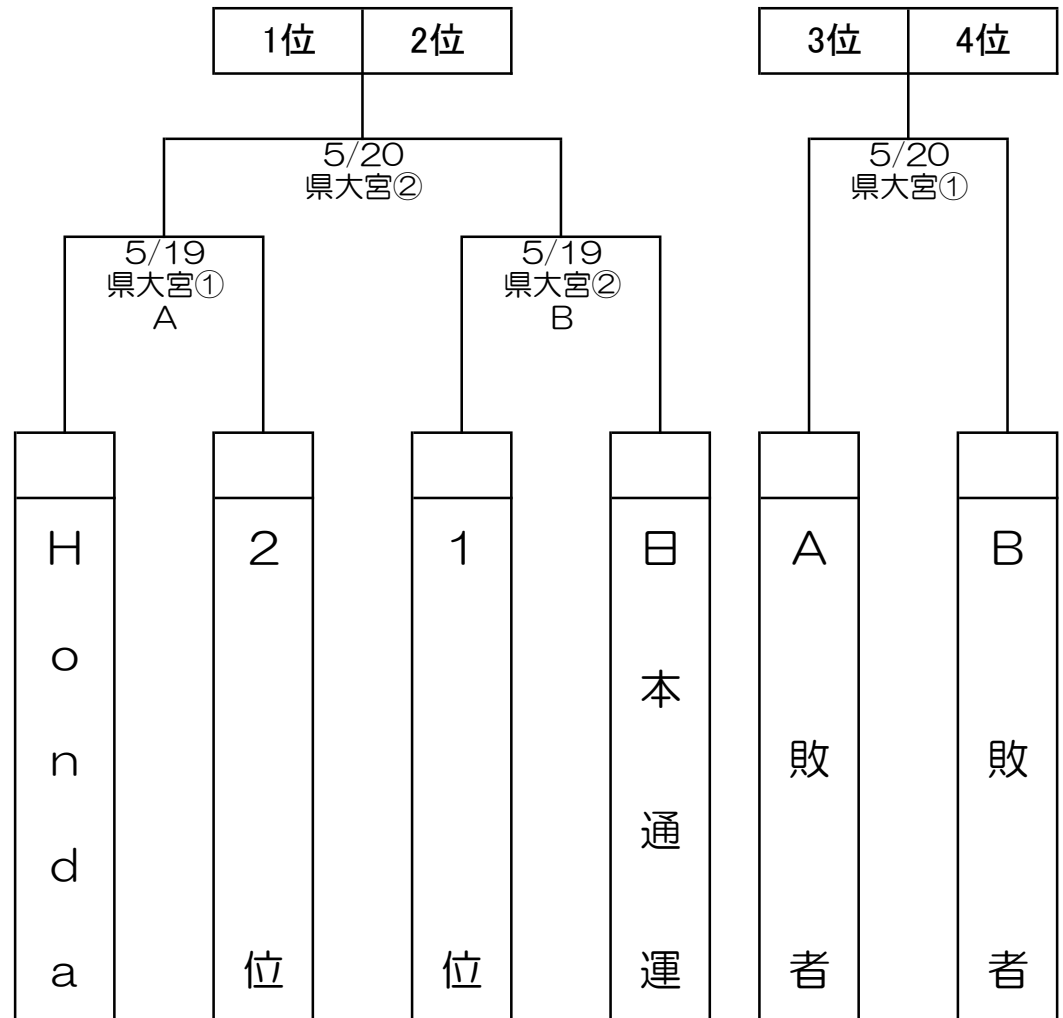 1位 2位 3位 4位
5/20
県大宮②
5/20
県大宮①
5/19
県大宮①
A
5/19
県大宮②
B
Honda
2位
1位
日本通運
A敗者
B敗者